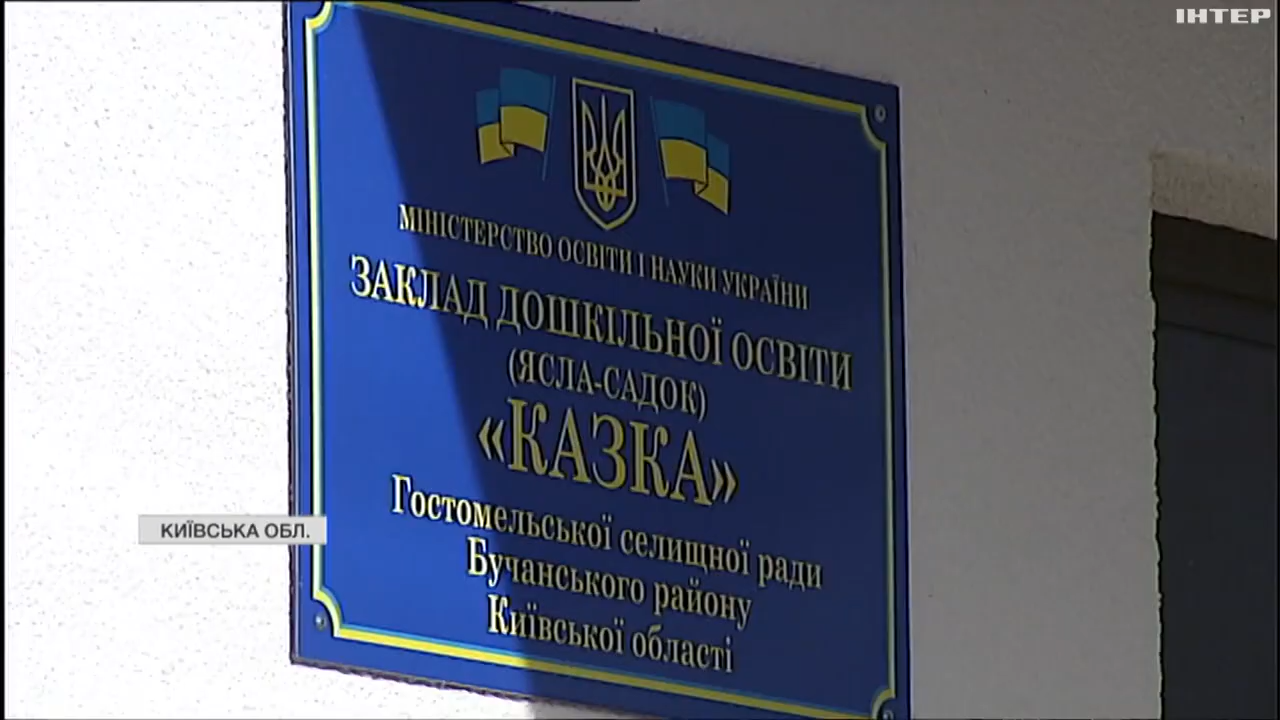 ІНТЕР
МІНІСТЕРСТВО ОСВІТИ І НАУКИ УКРАЇНИ
ЗАКЛАД ДОШКІЛЬНОЇ ОСВІТИ
(ЯСЛА-САДОК)
«КАЗКА»
Гостомельської селищної ради
Бучанського району
Київської області
КИЇВСЬКА ОБЛ.